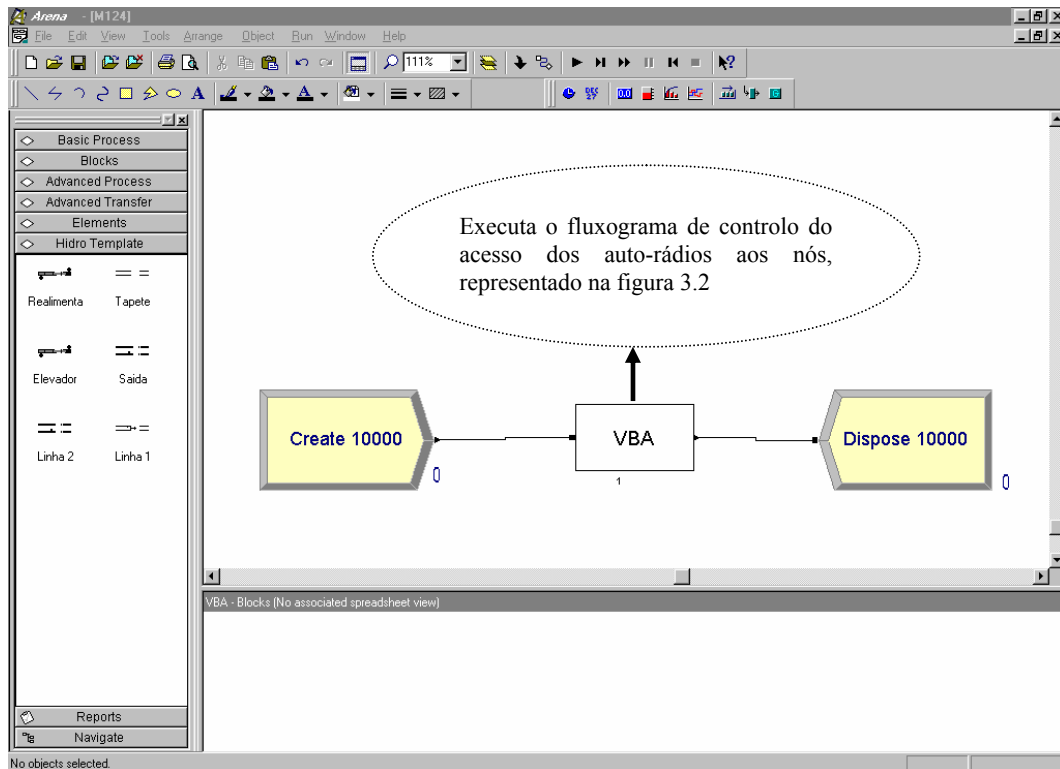 Arena - [M124]
File Edit View Tools Arrange Object Run Window Help
111%
Basic Process
Blocks
Advanced Process
Advanced Transfer
Elements
Hidro Template
Realimenta Tapete
Elevador Saida
Linha 2 Linha 1
Reports
Navigate
Executa o fluxograma de controlo do
acesso dos auto-rádios aos nós,
representado na figura 3.2
Create 10000
0
VBA
1
Dispose 10000
0
VBA - Blocks (No associated spreadsheet view)
No objects selected.